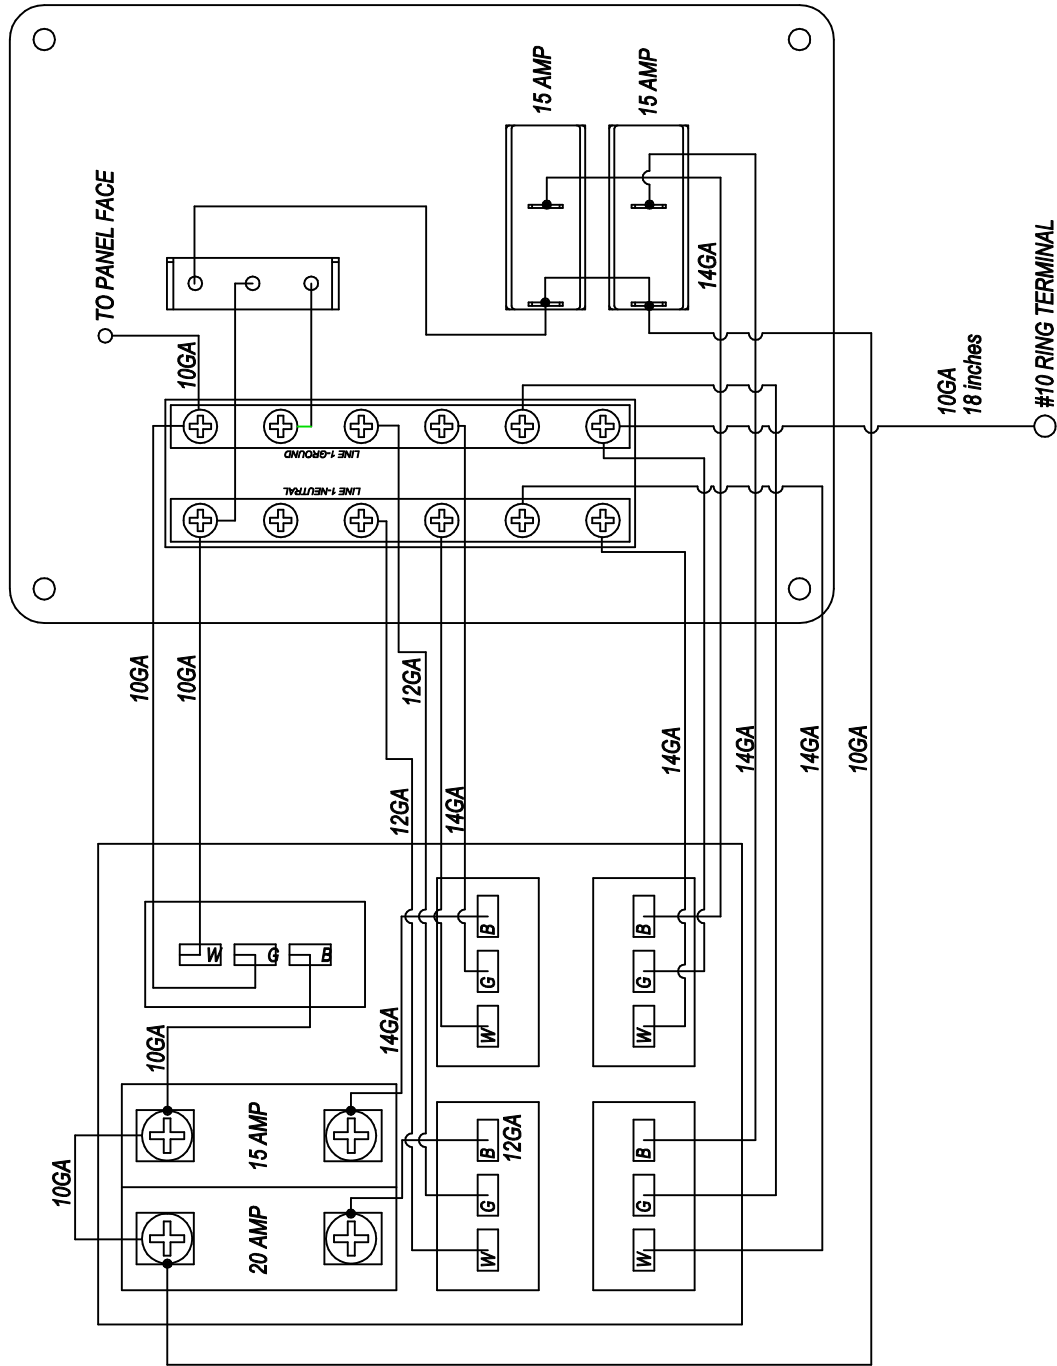 15 AMP
15 AMP
TO PANEL FACE
14GA
#10 RING TERMINAL
10GA
10GA
18 inches
LINE 1-GROUND
LINE 1-NEUTRAL
10GA
10GA
12GA
14GA
14GA
14GA
10GA
12GA
14GA
B
B
W
G
B
G
G
14GA
W
W
10GA
15 AMP
B
12GA
B
10GA
G
G
20 AMP
W
W